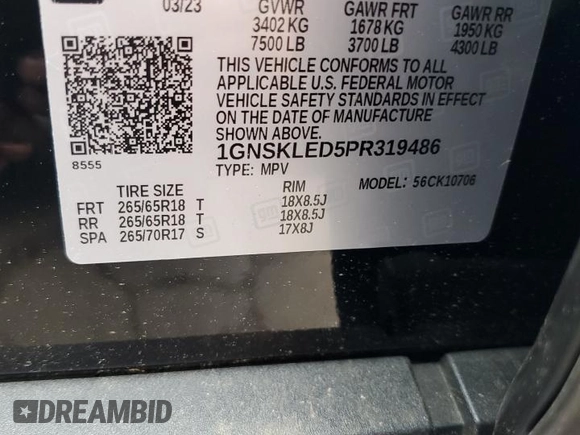 03/23 GVWR GAWR FRT GAWR RR
3402 KG 1678 KG 1950 KG
7500 LB 3700 LB 4300 LB
THIS VEHICLE CONFORMS TO ALL
APPLICABLE U.S. FEDERAL MOTOR
VEHICLE SAFETY STANDARDS IN EFFECT
ON THE DATE OF MANUFACTURE
SHOWN ABOVE.
1GNSKLED5PR319486
8555
TYPE: MPV MODEL: 56CK10706
TIRE SIZE RIM
FRT 265/65R18 T 18X8.5J
RR 265/65R18 T 18X8.5J
SPA 265/70R17 S 17X8J
DREAMBID